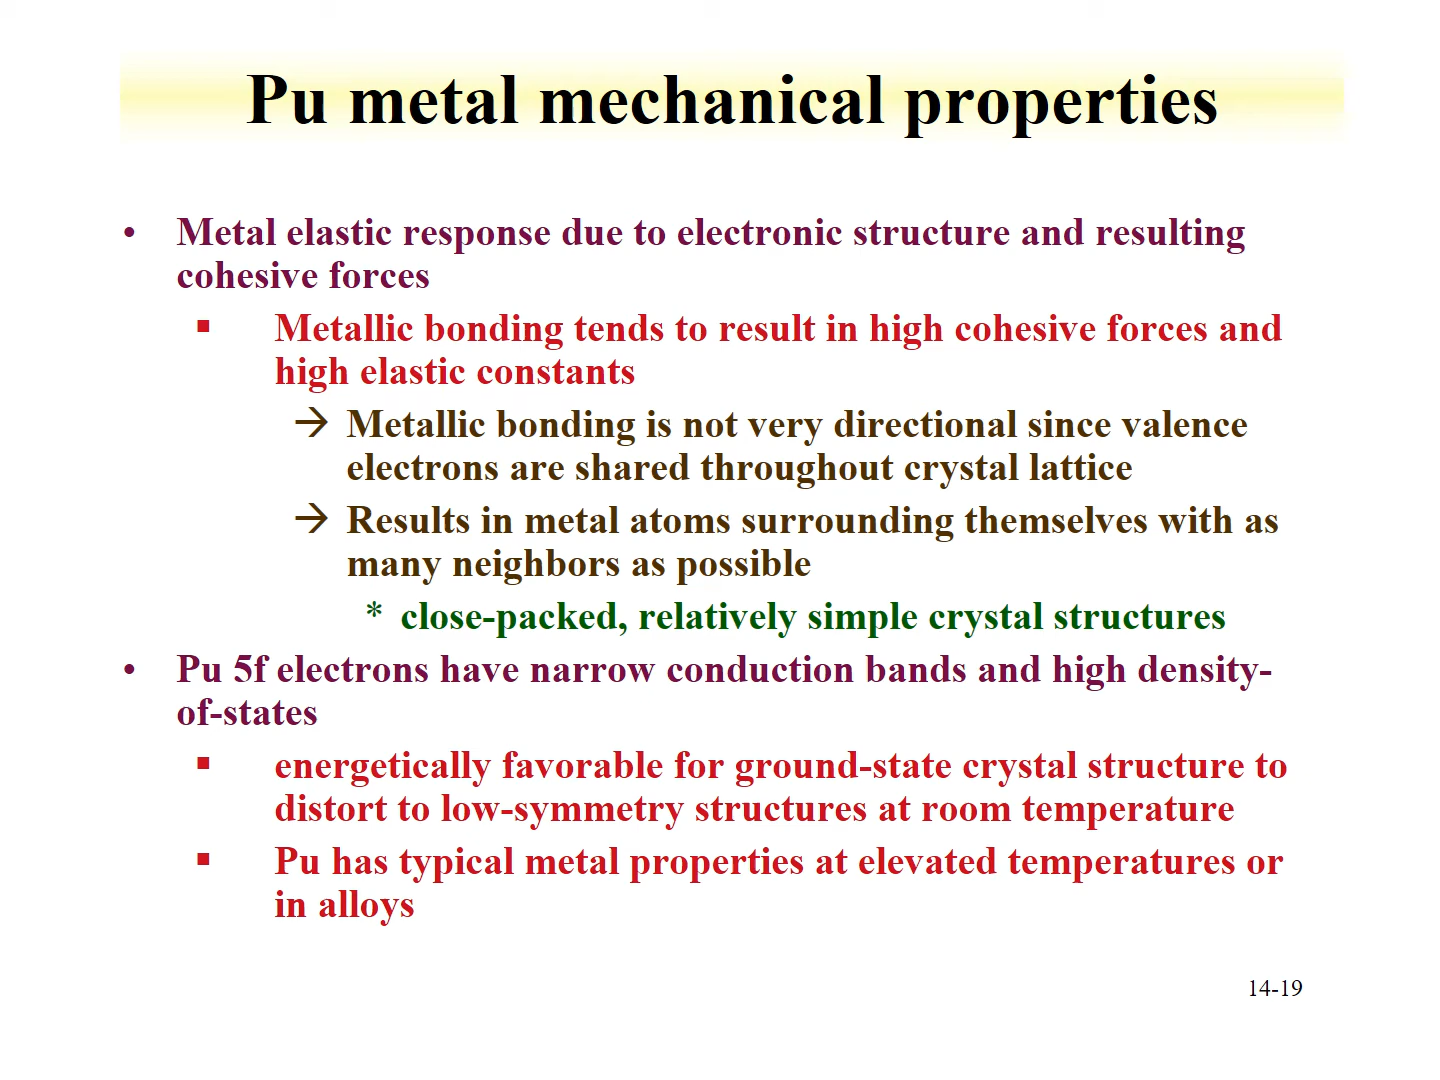 Pu metal mechanical properties
• Metal elastic response due to electronic structure and resulting
cohesive forces
▪ Metallic bonding tends to result in high cohesive forces and
high elastic constants
→ Metallic bonding is not very directional since valence
electrons are shared throughout crystal lattice
→ Results in metal atoms surrounding themselves with as
many neighbors as possible
* close-packed, relatively simple crystal structures
• Pu 5f electrons have narrow conduction bands and high density-
of-states
▪ energetically favorable for ground-state crystal structure to
distort to low-symmetry structures at room temperature
▪ Pu has typical metal properties at elevated temperatures or
in alloys
14-19